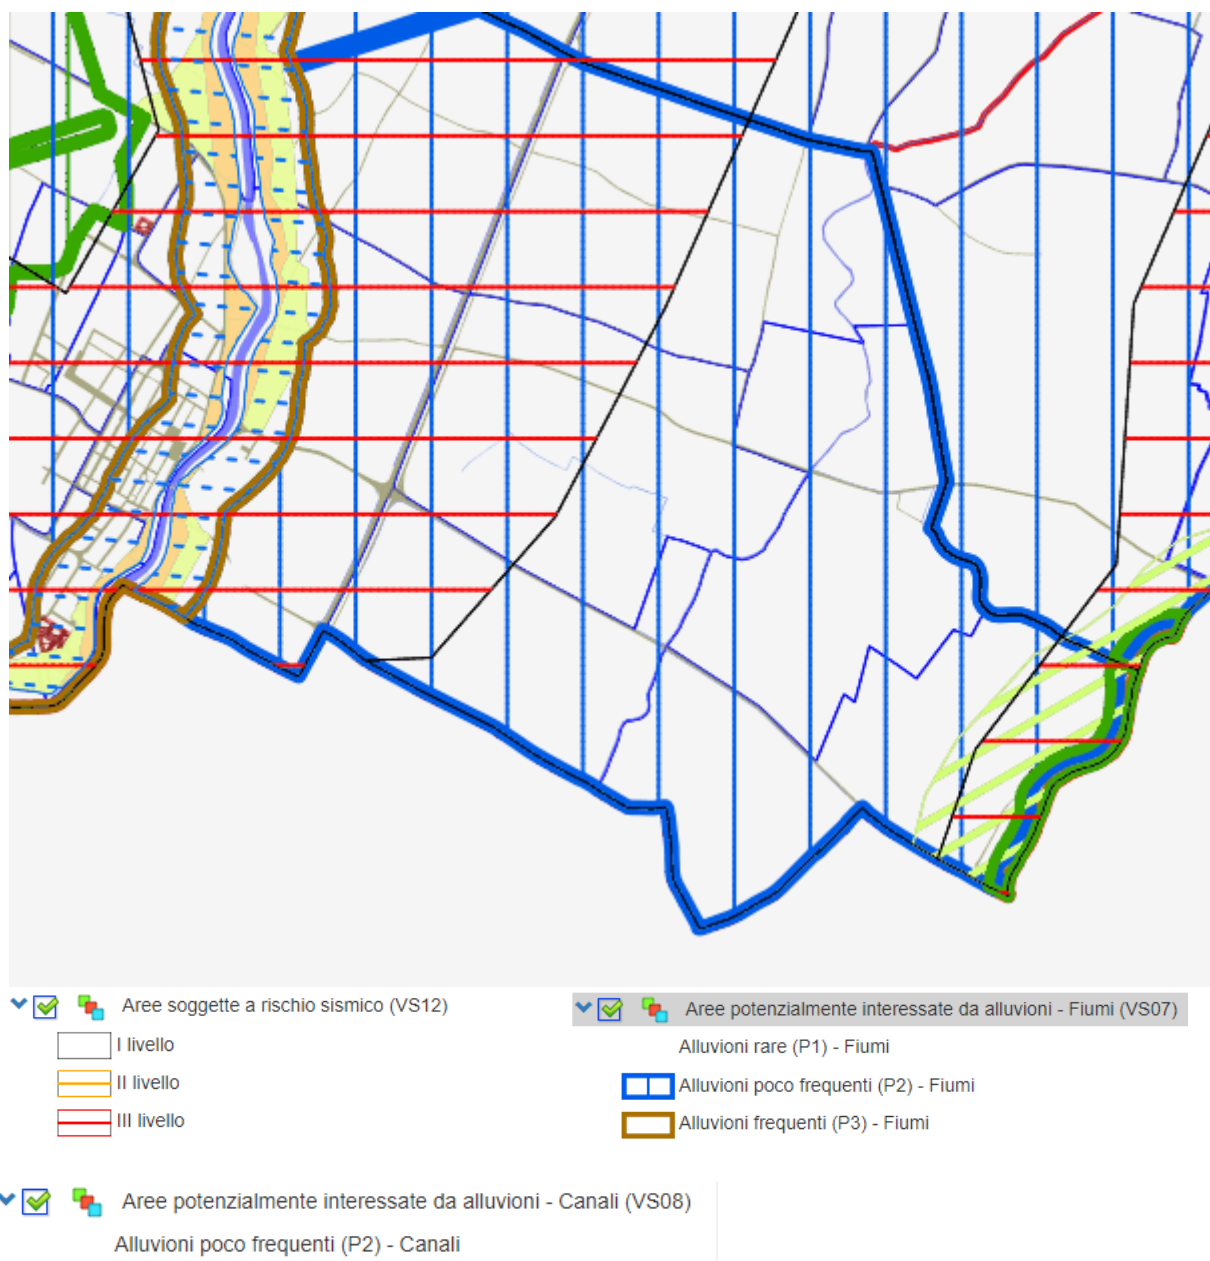 Aree soggette a rischio sismico (VS12)
I livello
II livello
III livello
Aree potenzialmente interessate da alluvioni - Fiumi (VS07)
Alluvioni rare (P1) - Fiumi
Alluvioni poco frequenti (P2) - Fiumi
Alluvioni frequenti (P3) - Fiumi
Aree potenzialmente interessate da alluvioni - Canali (VS08)
Alluvioni poco frequenti (P2) - Canali